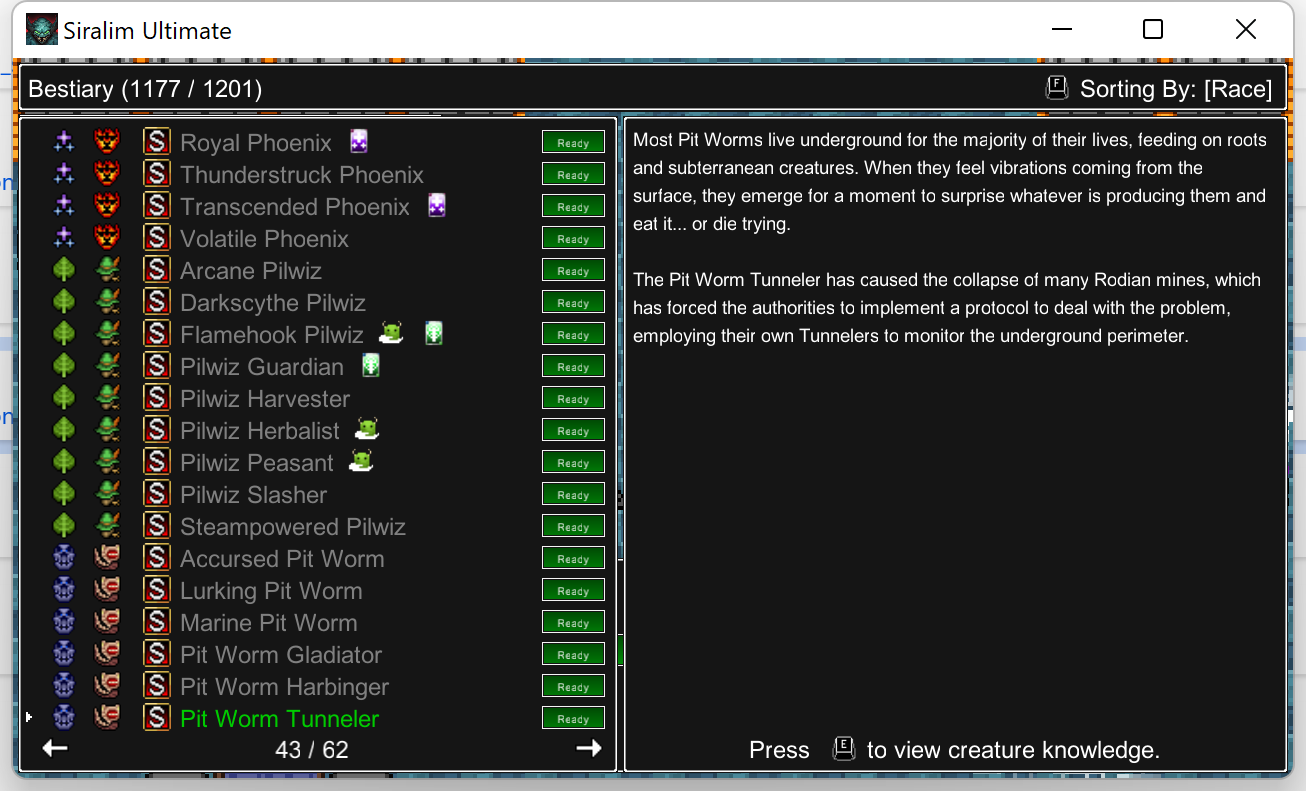 Siralim Ultimate
Bestiary (1177 / 1201)
F Sorting By: [Race]
S Royal Phoenix Ready
S Thunderstruck Phoenix Ready
S Transcended Phoenix Ready
S Volatile Phoenix Ready
S Arcane Pilwiz Ready
S Darkscythe Pilwiz Ready
S Flamehook Pilwiz Ready
S Pilwiz Guardian Ready
S Pilwiz Harvester Ready
S Pilwiz Herbalist Ready
S Pilwiz Peasant Ready
S Pilwiz Slasher Ready
S Steampowered Pilwiz Ready
S Accursed Pit Worm Ready
S Lurking Pit Worm Ready
S Marine Pit Worm Ready
S Pit Worm Gladiator Ready
S Pit Worm Harbinger Ready
S Pit Worm Tunneler Ready
43 / 62
Most Pit Worms live underground for the majority of their lives, feeding on roots
and subterranean creatures. When they feel vibrations coming from the
surface, they emerge for a moment to surprise whatever is producing them and
eat it... or die trying.
The Pit Worm Tunneler has caused the collapse of many Rodian mines, which
has forced the authorities to implement a protocol to deal with the problem,
employing their own Tunnelers to monitor the underground perimeter.
Press E to view creature knowledge.